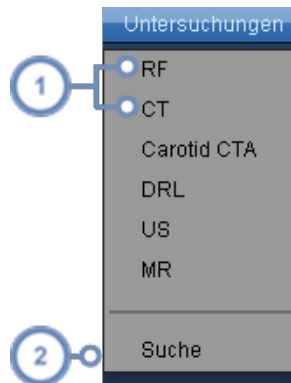 Untersuchungen
1
RF
CT
Carotid CTA
DRL
US
MR
2
Suche